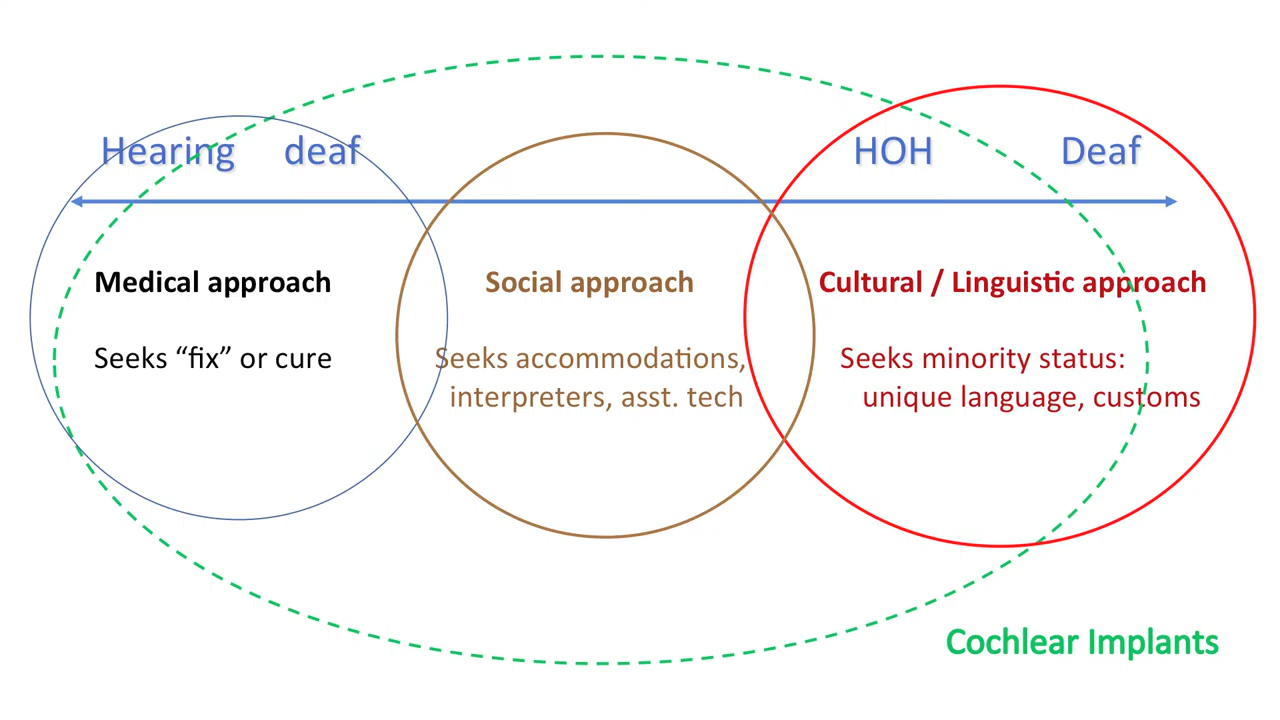 Hearing deaf HOH Deaf
Medical approach
Seeks “fix” or cure
Social approach
Seeks accommodations,
interpreters, asst. tech
Cultural / Linguistic approach
Seeks minority status:
unique language, customs
Cochlear Implants